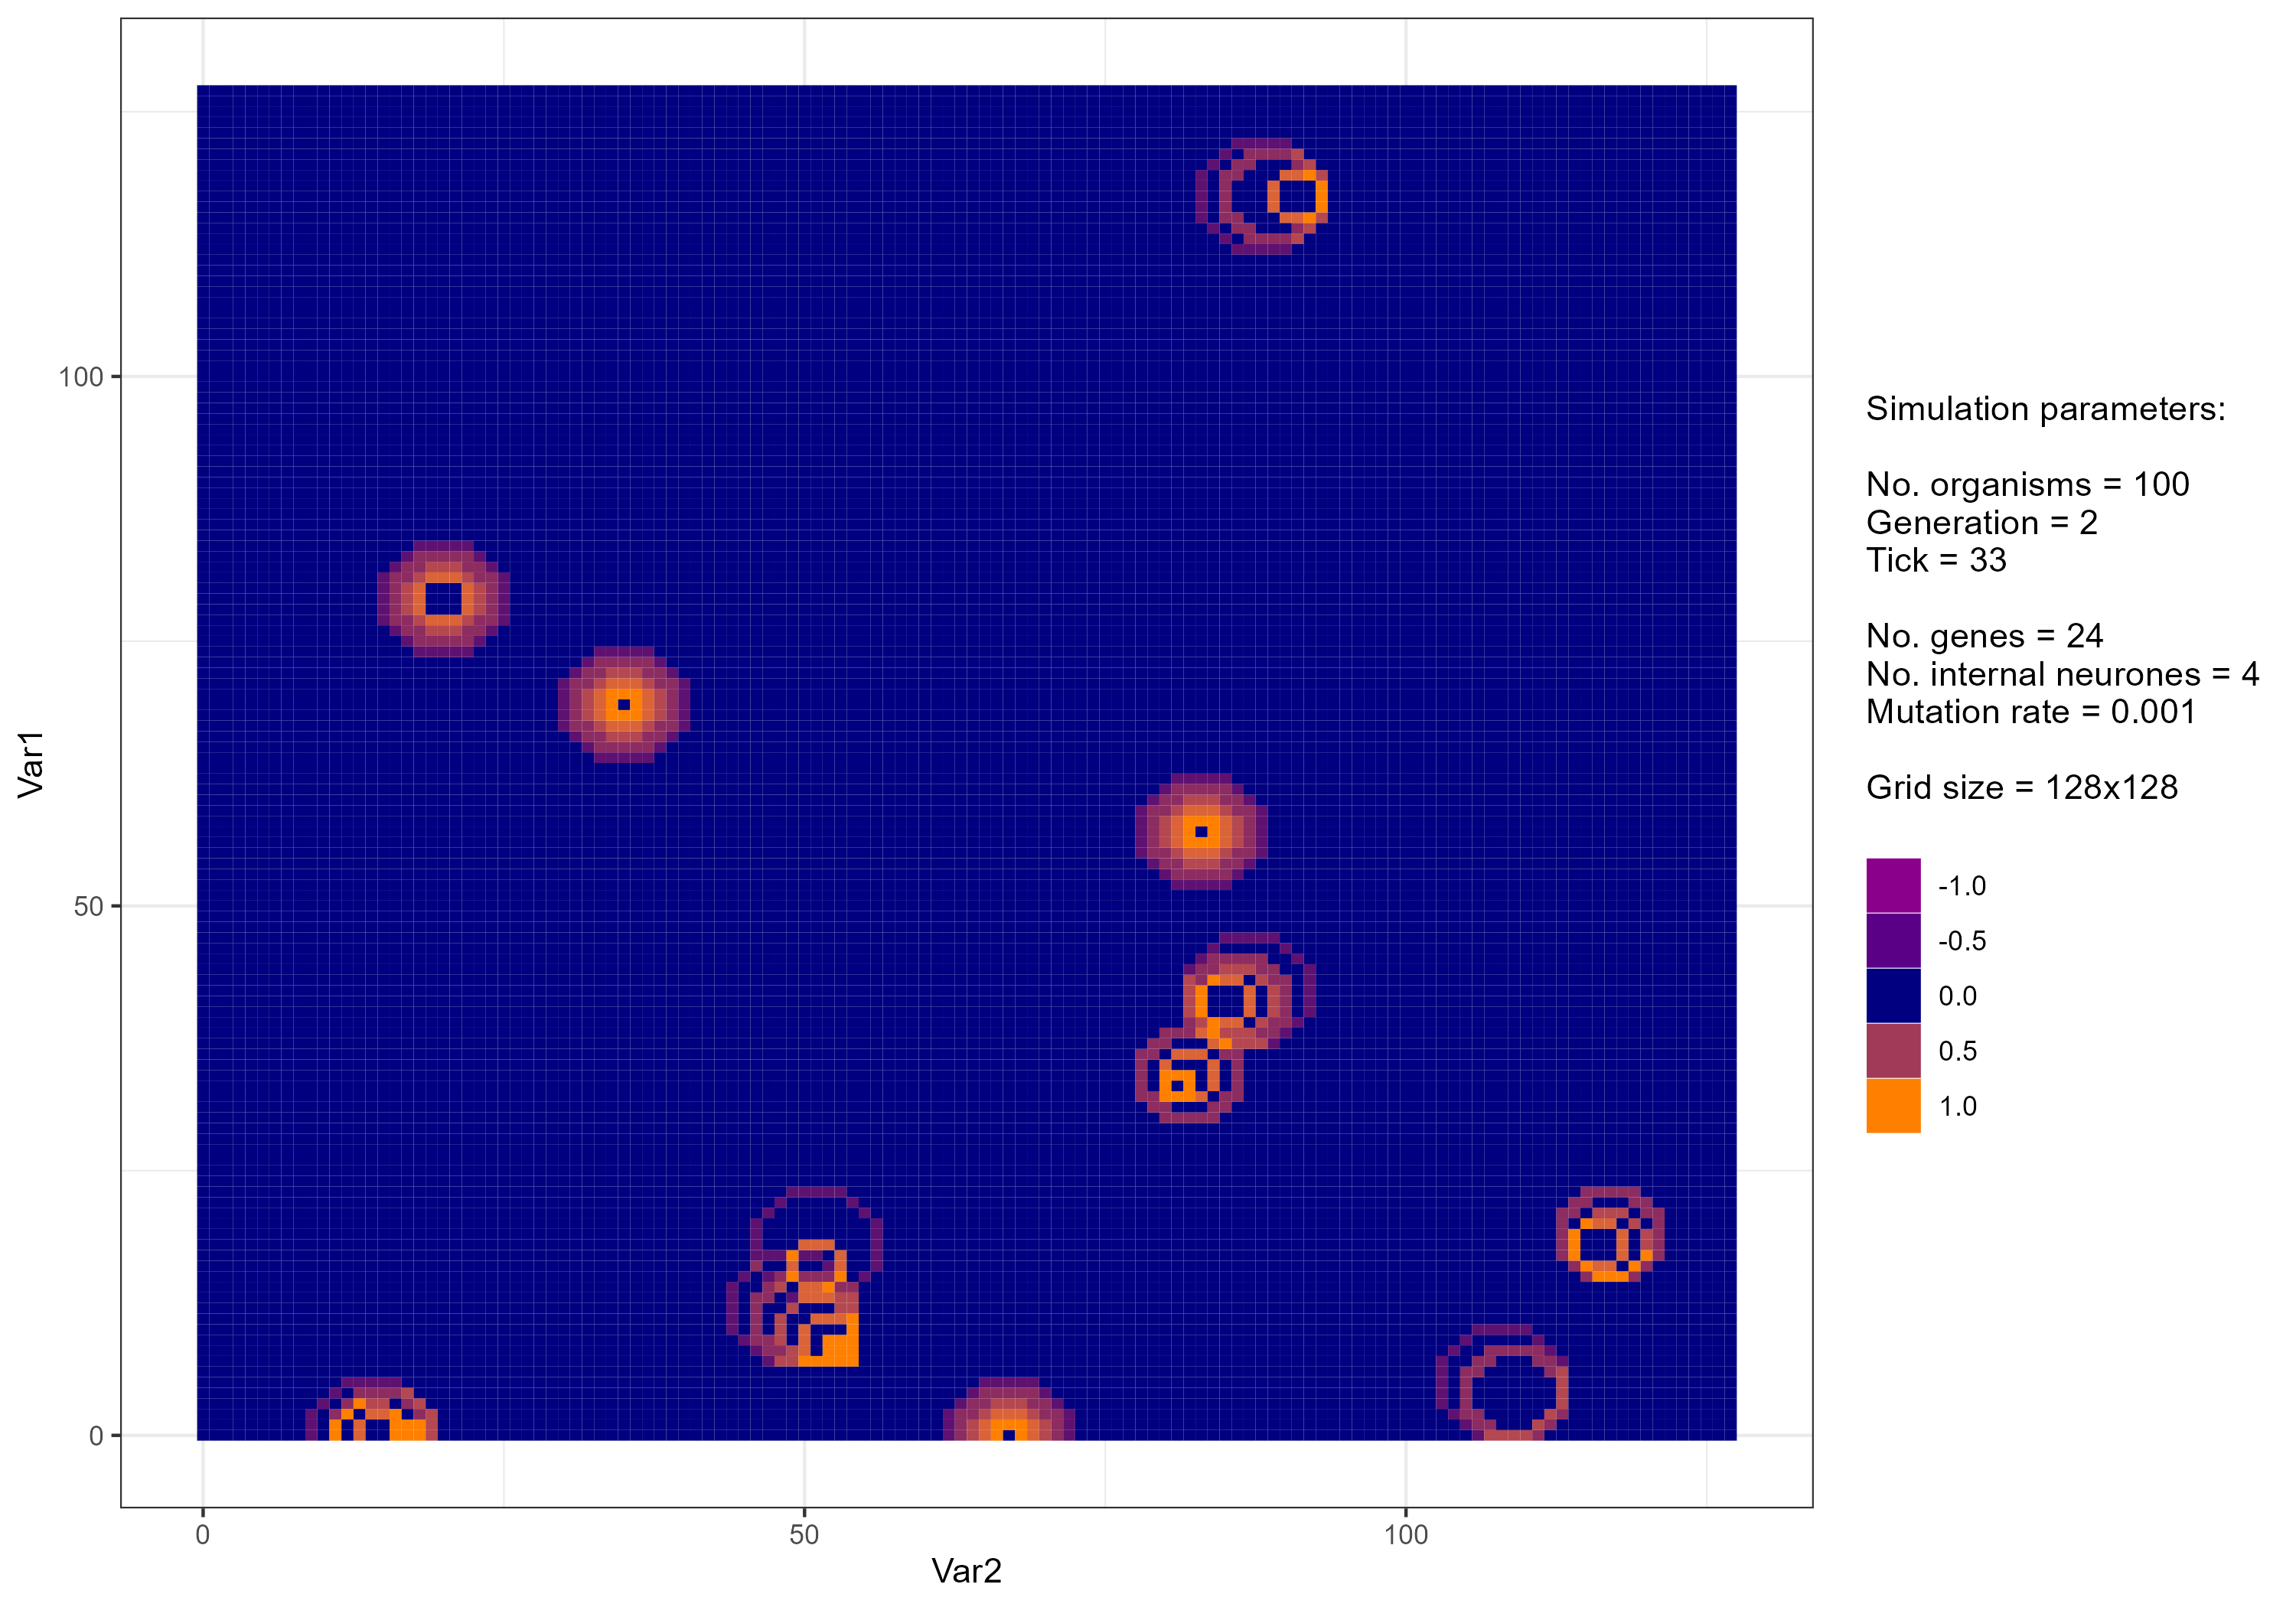 Simulation parameters:
No. organisms = 100
Generation = 2
Tick = 33
No. genes = 24
No. internal neurones = 4
Mutation rate = 0.001
Grid size = 128x128
-1.0
-0.5
0.0
0.5
1.0
Var1
100
50
0
0
50
100
Var2